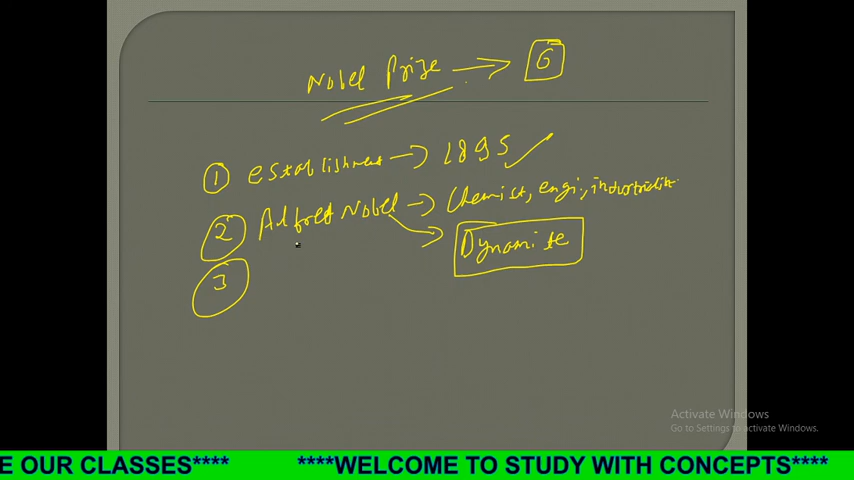 Nobel Prize → 6
1 establishment → 1895 ✓
2 Alfred Nobel → Chemist, engi., industrialist
Dynamite
3
Activate Windows
Go to Settings to activate Windows.
E OUR CLASSES**** ****WELCOME TO STUDY WITH CONCEPTS****